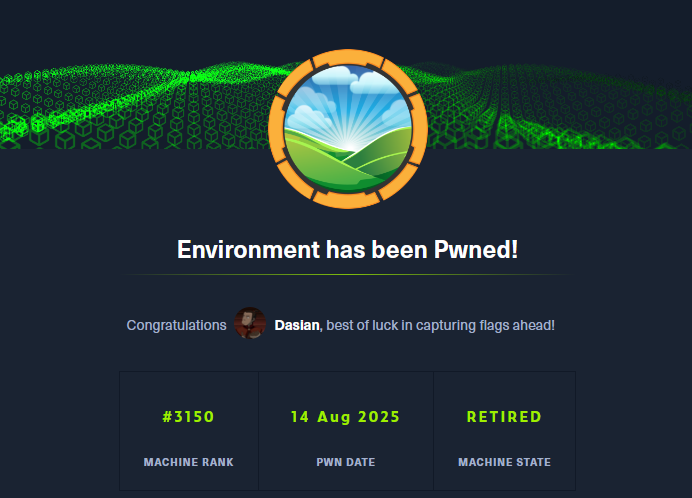 Environment has been Pwned!
Congratulations Dasian, best of luck in capturing flags ahead!
#3150 14 Aug 2025 RETIRED
MACHINE RANK PWN DATE MACHINE STATE